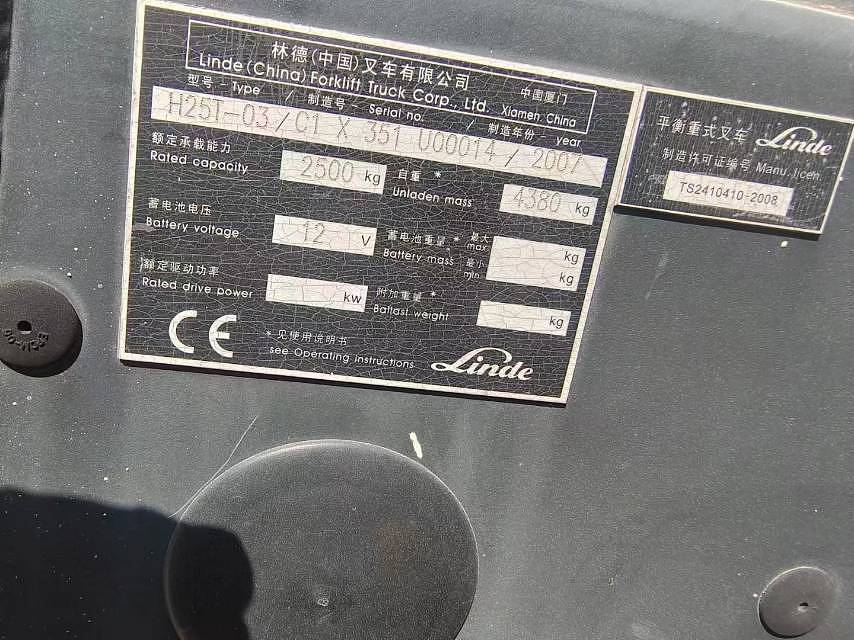 林德(中国)叉车有限公司
Linde (China) Forklift Truck Corp., Ltd.
中国厦门
Xiamen, China
型号 - Type / 制造号 - Serial no. / 制造年份 - year
H25T-03/C1 X 351 U00014/2007
额定承载能力
Rated capacity
2500 kg
自重 *
Unladen mass
4380 kg
蓄电池电压
Battery voltage
12 V
蓄电池重量 *
Battery mass
最大
max
kg
最小
min
kg
额定驱动功率
Rated drive power
kw
附加重量 *
Ballast weight
kg
CE
* 见使用说明书
see Operating instructions
Linde
平衡重式叉车
Linde
制造许可证编号 Manu. licen.
TS2410410-2008